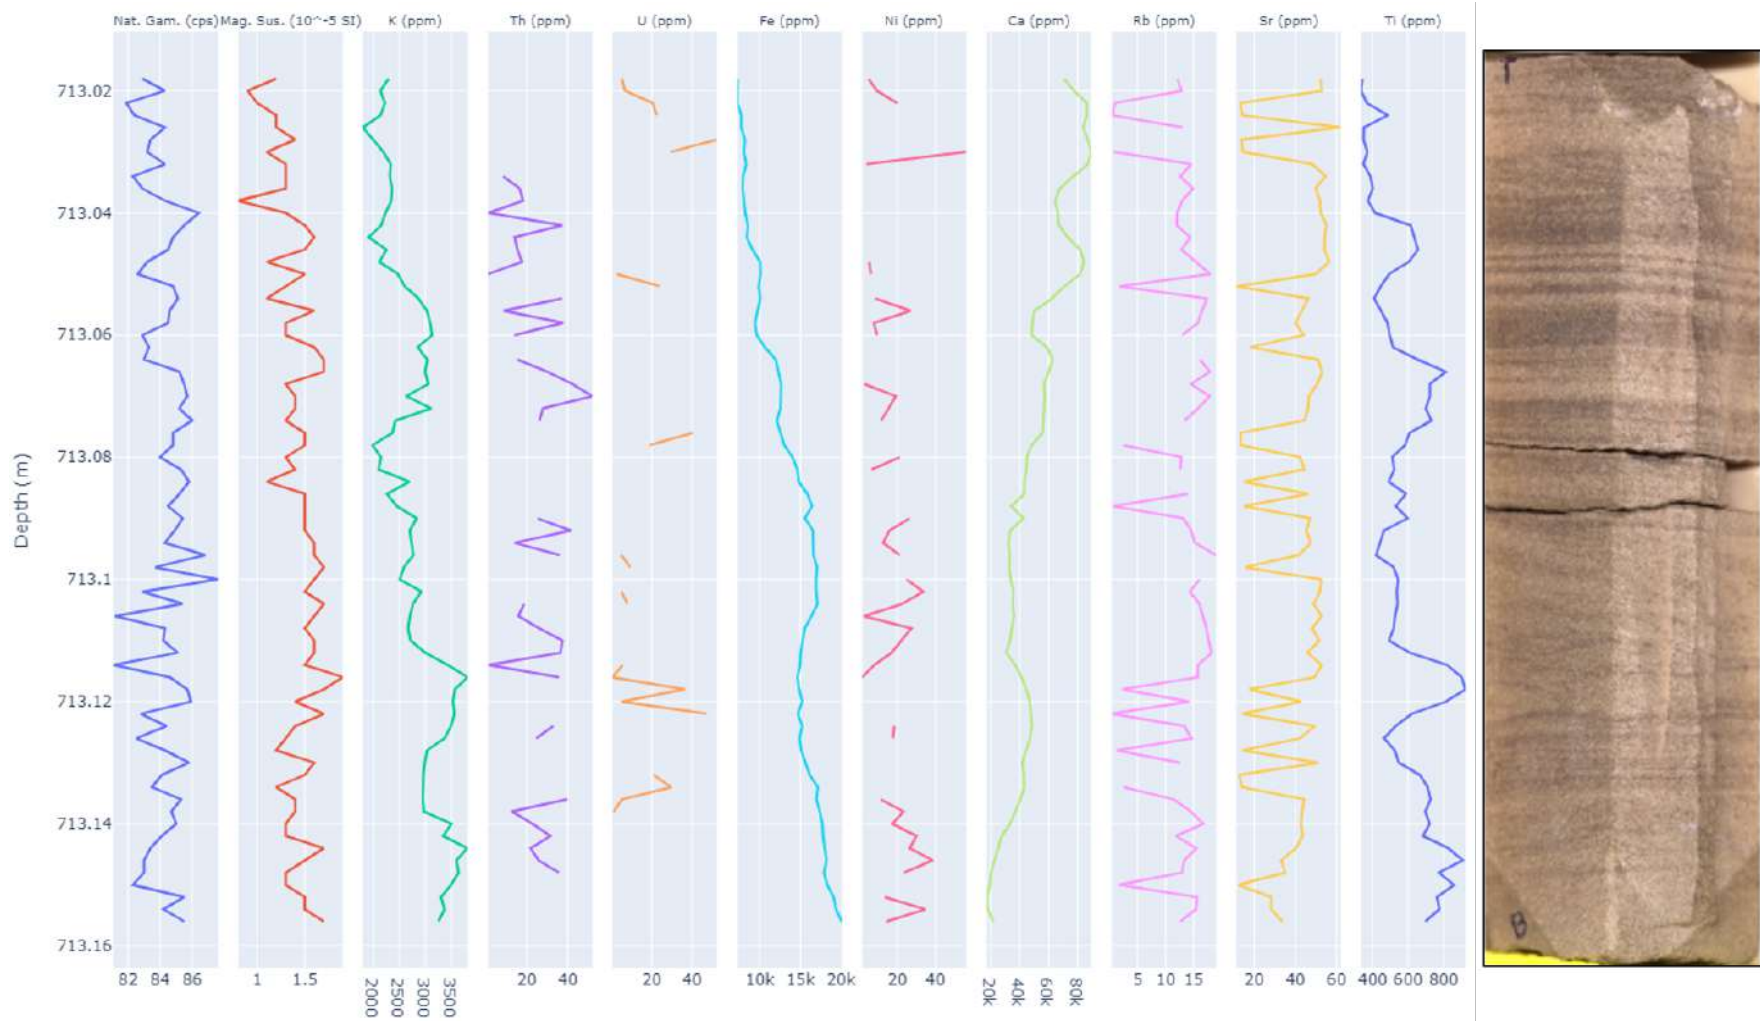 Nat. Gam. (cps) Mag. Sus. (10^-5 SI) K (ppm) Th (ppm) U (ppm) Fe (ppm) Ni (ppm) Ca (ppm) Rb (ppm) Sr (ppm) Ti (ppm)
T
713.02
713.04
713.06
Depth (m)
713.08
713.1
713.12
713.14
B
713.16
82 84 86 1 1.5 2000 2500 3000 3500 20 40 20 40 10k 15k 20k 20 40 20k 40k 60k 80k 5 10 15 20 40 60 400 600 800